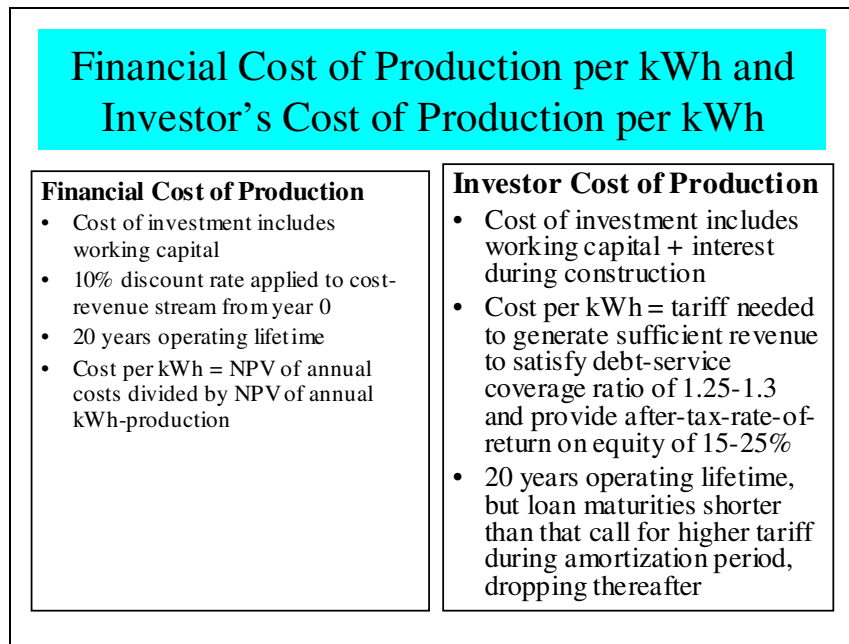 Financial Cost of Production per kWh and
Investor’s Cost of Production per kWh
Financial Cost of Production
• Cost of investment includes
working capital
• 10% discount rate applied to cost-
revenue stream from year 0
• 20 years operating lifetime
• Cost per kWh = NPV of annual
costs divided by NPV of annual
kWh-production
Investor Cost of Production
• Cost of investment includes
working capital + interest
during construction
• Cost per kWh = tariff needed
to generate sufficient revenue
to satisfy debt-service
coverage ratio of 1.25-1.3
and provide after-tax-rate-of-
return on equity of 15-25%
• 20 years operating lifetime,
but loan maturities shorter
than that call for higher tariff
during amortization period,
dropping thereafter